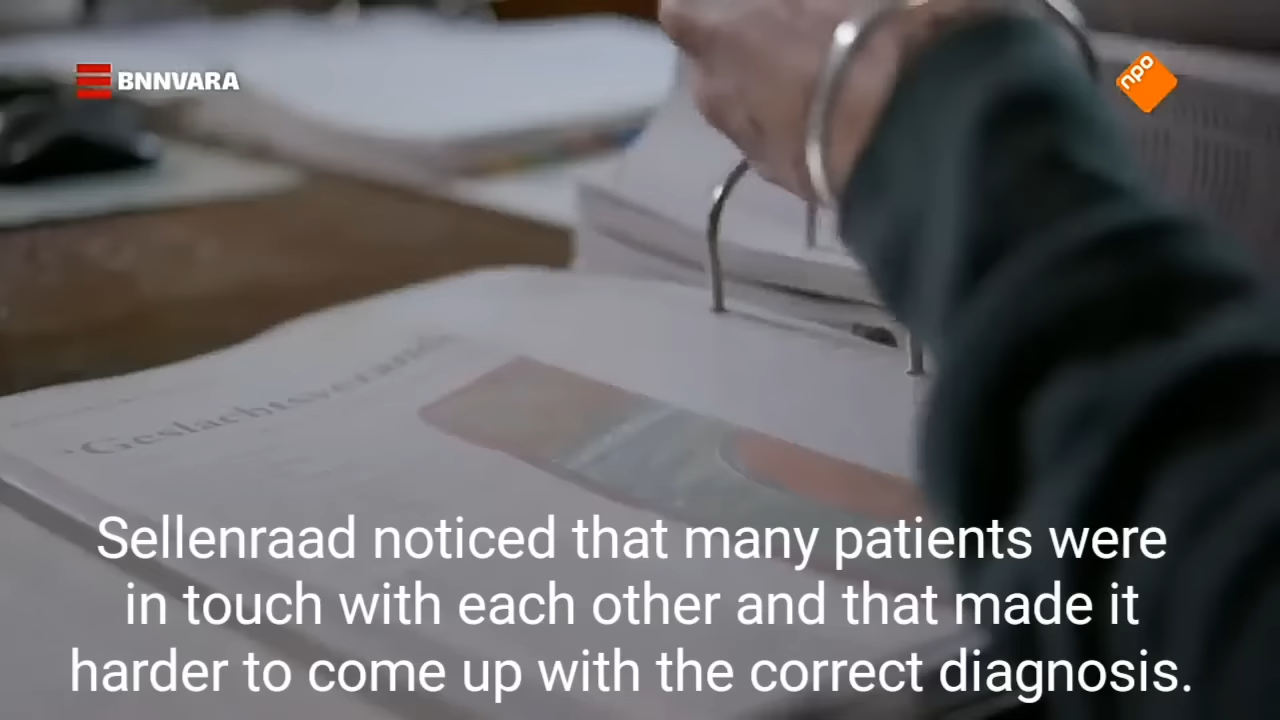 BNNVARA
npo
'Geslachtsverand
Sellenraad noticed that many patients were
in touch with each other and that made it
harder to come up with the correct diagnosis.